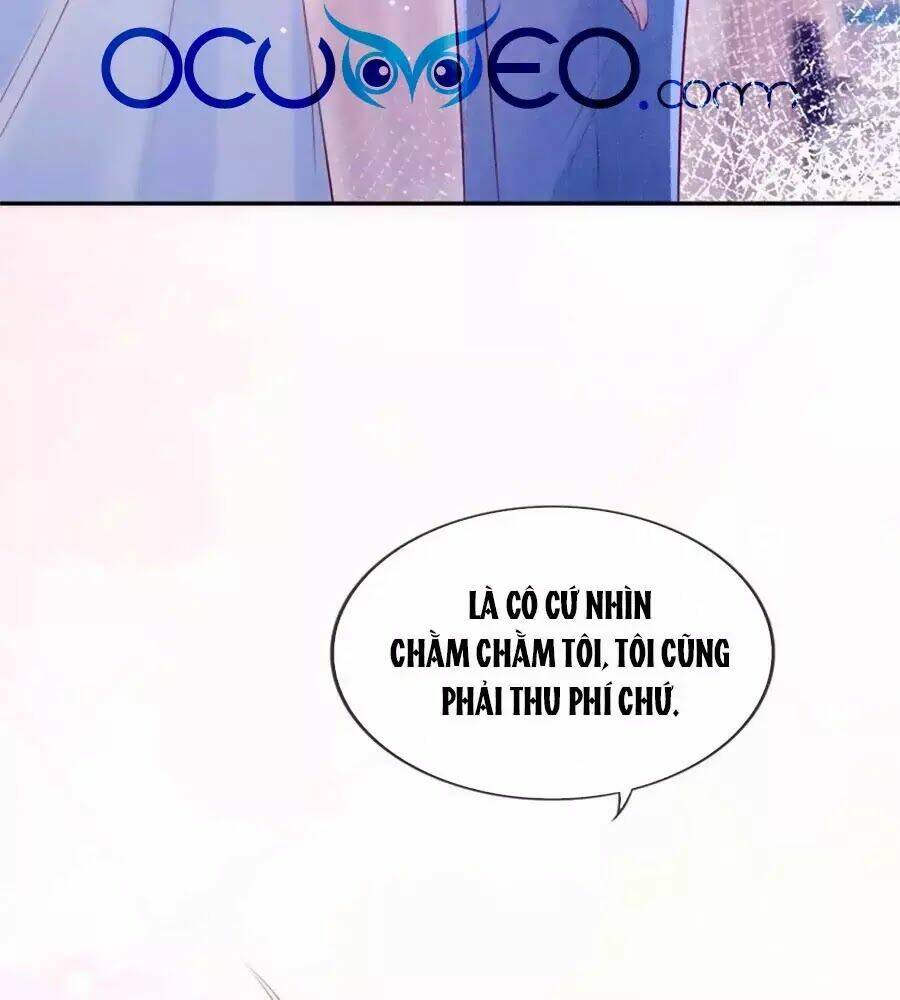 OCUMEO.com
LÀ CÔ CỨ NHÌN
CHẰM CHẰM TÔI, TÔI CŨNG
PHẢI THU PHÍ CHỨ.